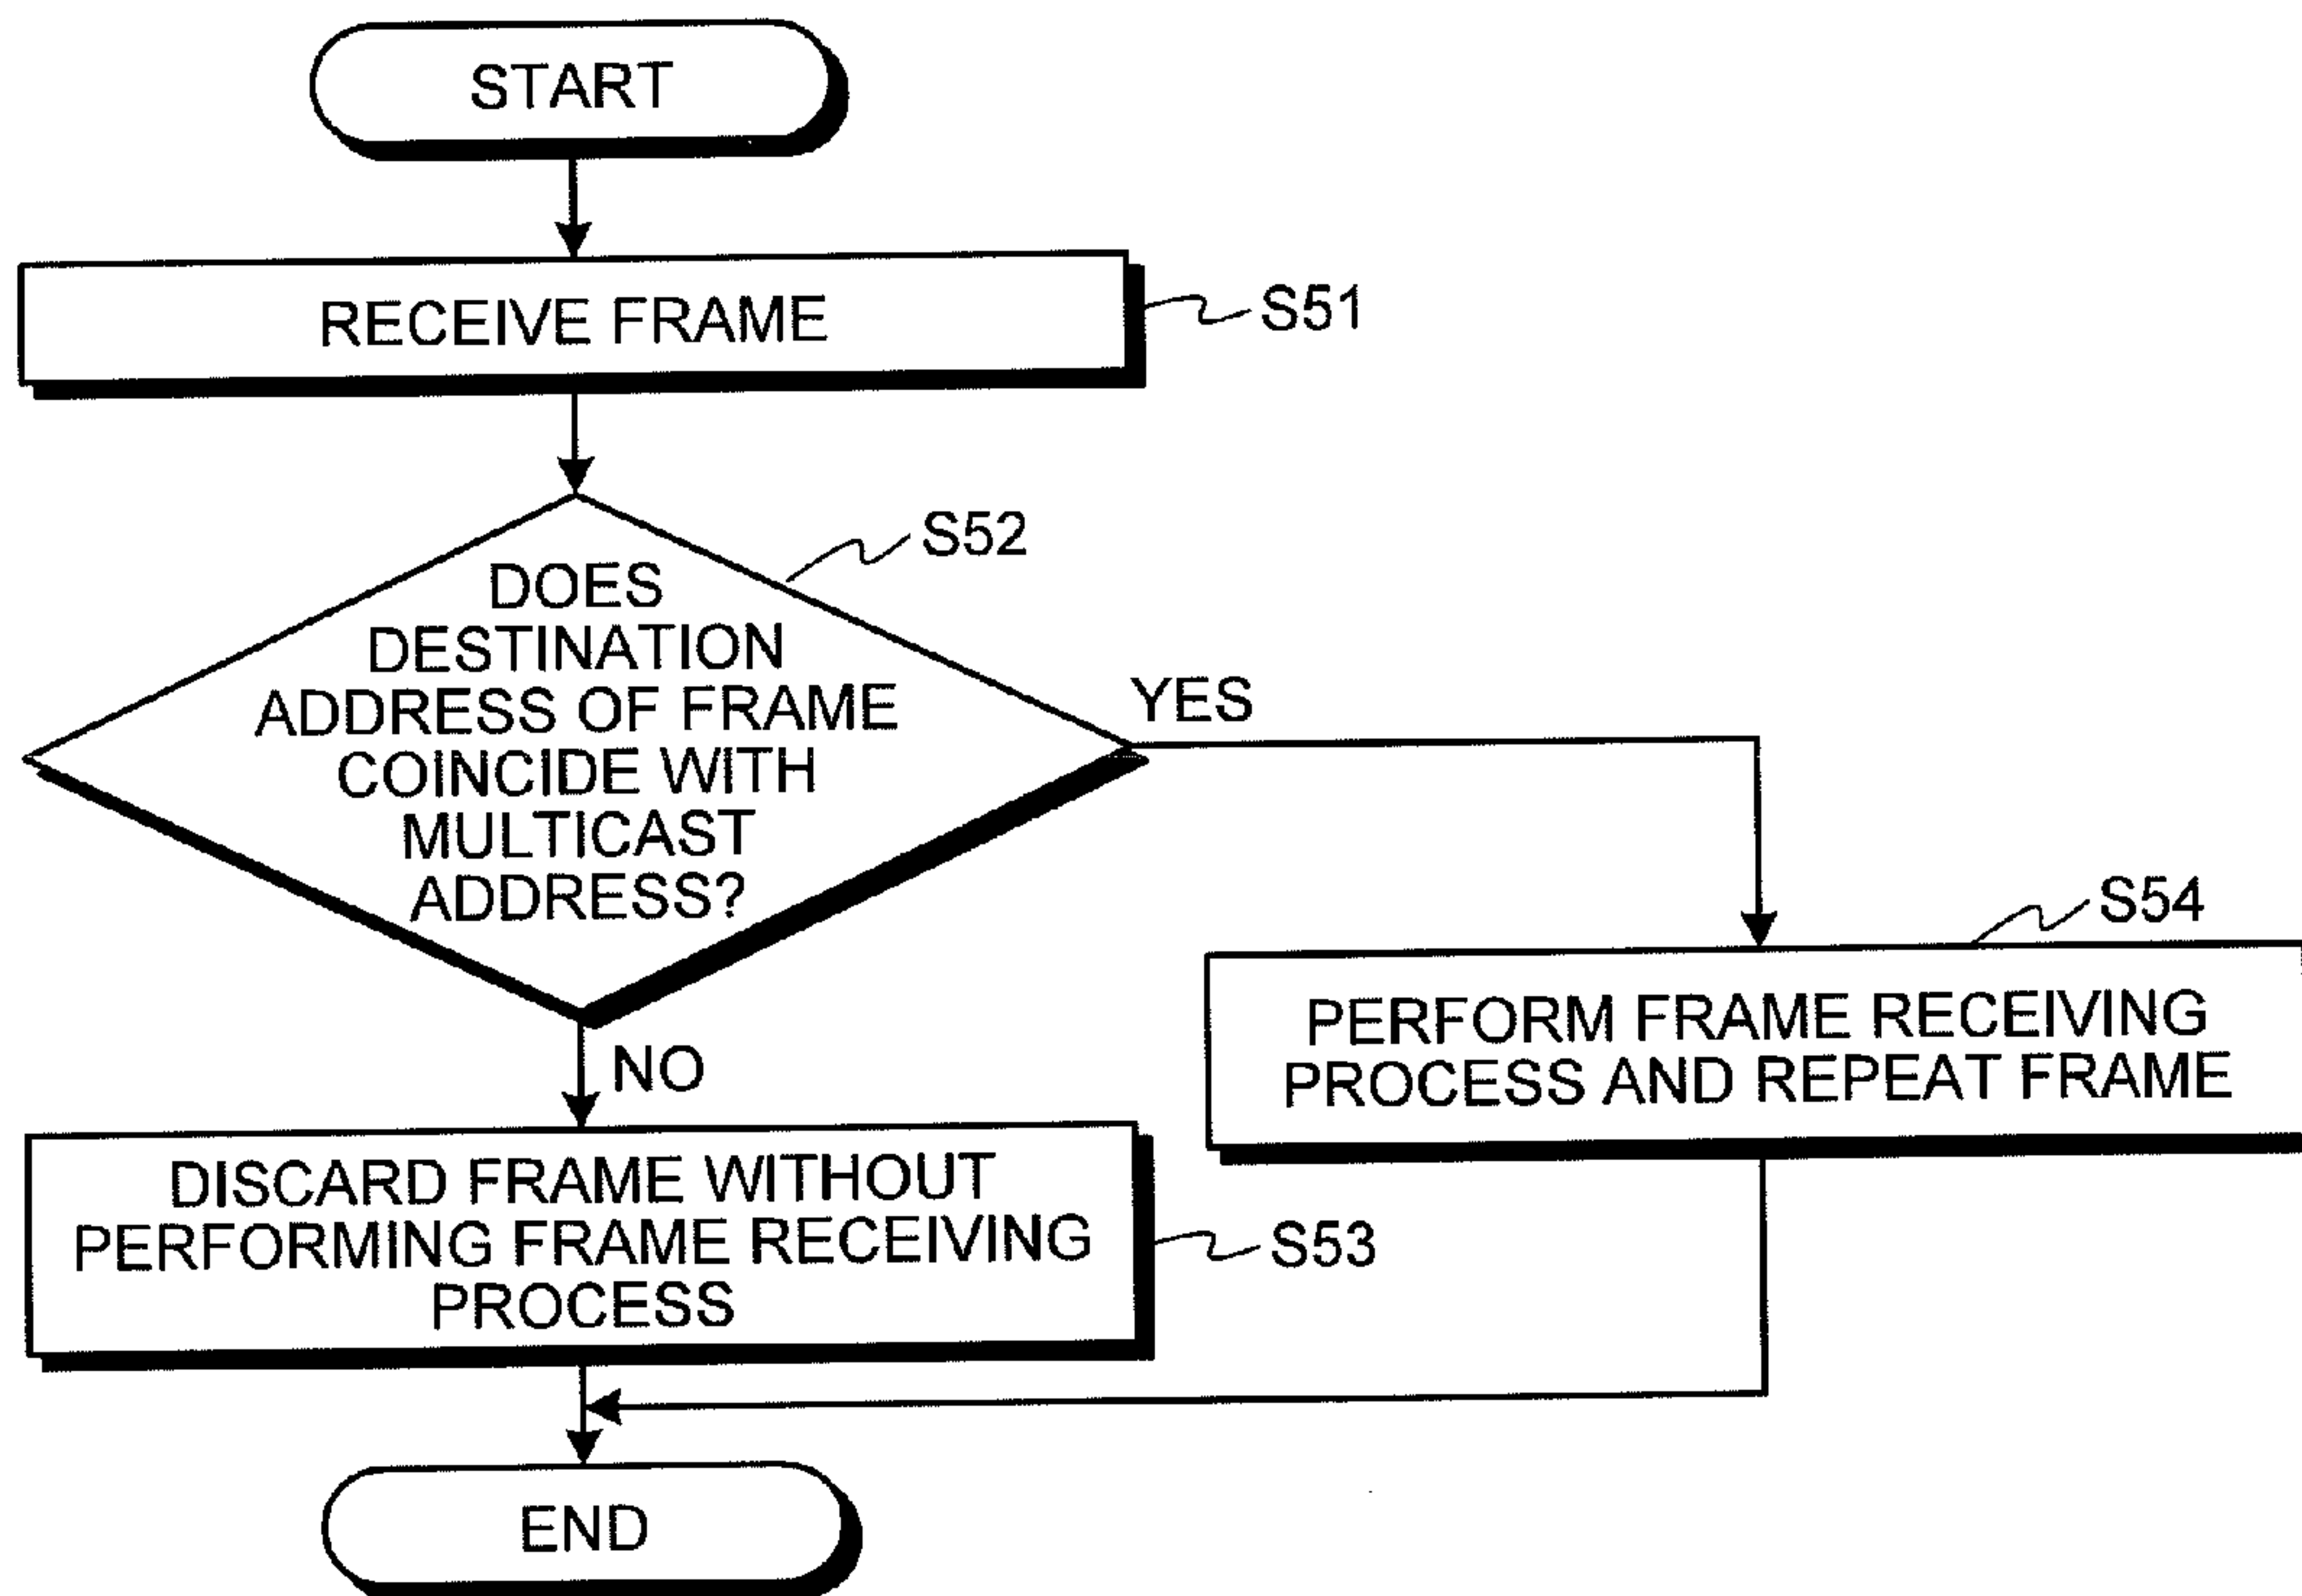 START
RECEIVE FRAME
S51
S52
DOES
DESTINATION
ADDRESS OF FRAME
COINCIDE WITH
MULTICAST
ADDRESS?
YES
NO
S54
PERFORM FRAME RECEIVING
PROCESS AND REPEAT FRAME
DISCARD FRAME WITHOUT
PERFORMING FRAME RECEIVING
PROCESS
S53
END